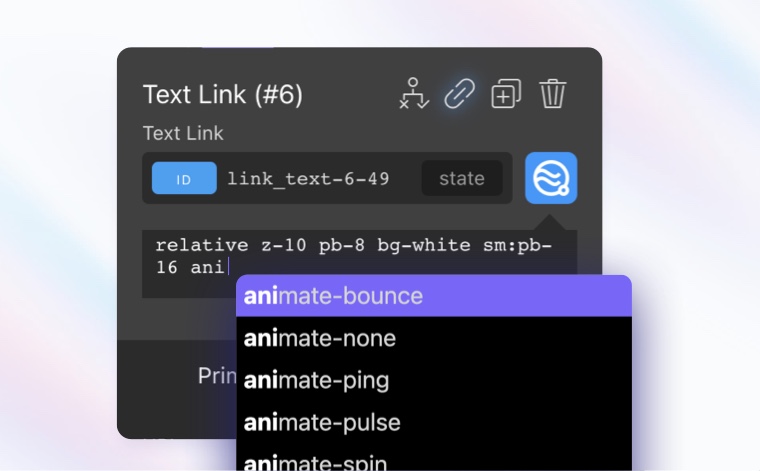 Text Link (#6)
Text Link
ID link_text-6-49 state
relative z-10 pb-8 bg-white sm:pb-
16 ani
animate-bounce
animate-none
animate-ping
Prin
animate-pulse
animate-spin